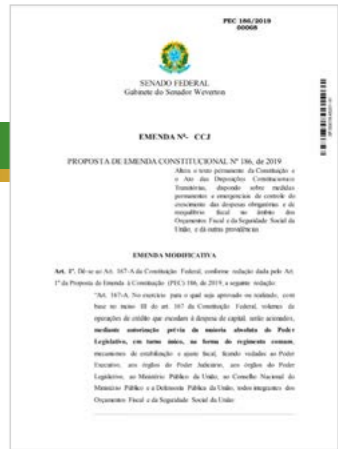 PEC 186/2019
00068
SENADO FEDERAL
Gabinete do Senador Weverton
EMENDA Nº- CCJ
PROPOSTA DE EMENDA CONSTITUCIONAL Nº 186, de 2019
Altera o texto permanente da Constituição e
o Ato das Disposições Constitucionais
Transitórias, dispondo sobre medidas
permanentes e emergenciais de controle do
crescimento das despesas obrigatórias e de
reequilíbrio fiscal no âmbito dos
Orçamentos Fiscal e da Seguridade Social da
União, e dá outras providências
EMENDA MODIFICATIVA
Art. 1º. Dê-se ao Art. 167-A da Constituição Federal, conforme redação dada pelo Art.
1º da Proposta de Emenda à Constituição (PEC) 186, de 2019, a seguinte redação:
"Art. 167-A. No exercício para o qual seja aprovado ou realizado, com
base no inciso III do art. 167 da Constituição Federal, volumes de
operações de crédito que excedam à despesa de capital, serão acionados,
mediante autorização prévia da maioria absoluta do Poder
Legislativo, em turno único, na forma do regimento comum,
mecanismos de estabilização e ajuste fiscal, ficando vedados ao Poder
Executivo, aos órgãos do Poder Judiciário, aos órgãos do Poder
Legislativo, ao Ministério Público da União, ao Conselho Nacional do
Ministério Público e a Defensoria Pública da União, todos integrantes dos
Orçamentos Fiscal e da Seguridade Social da União